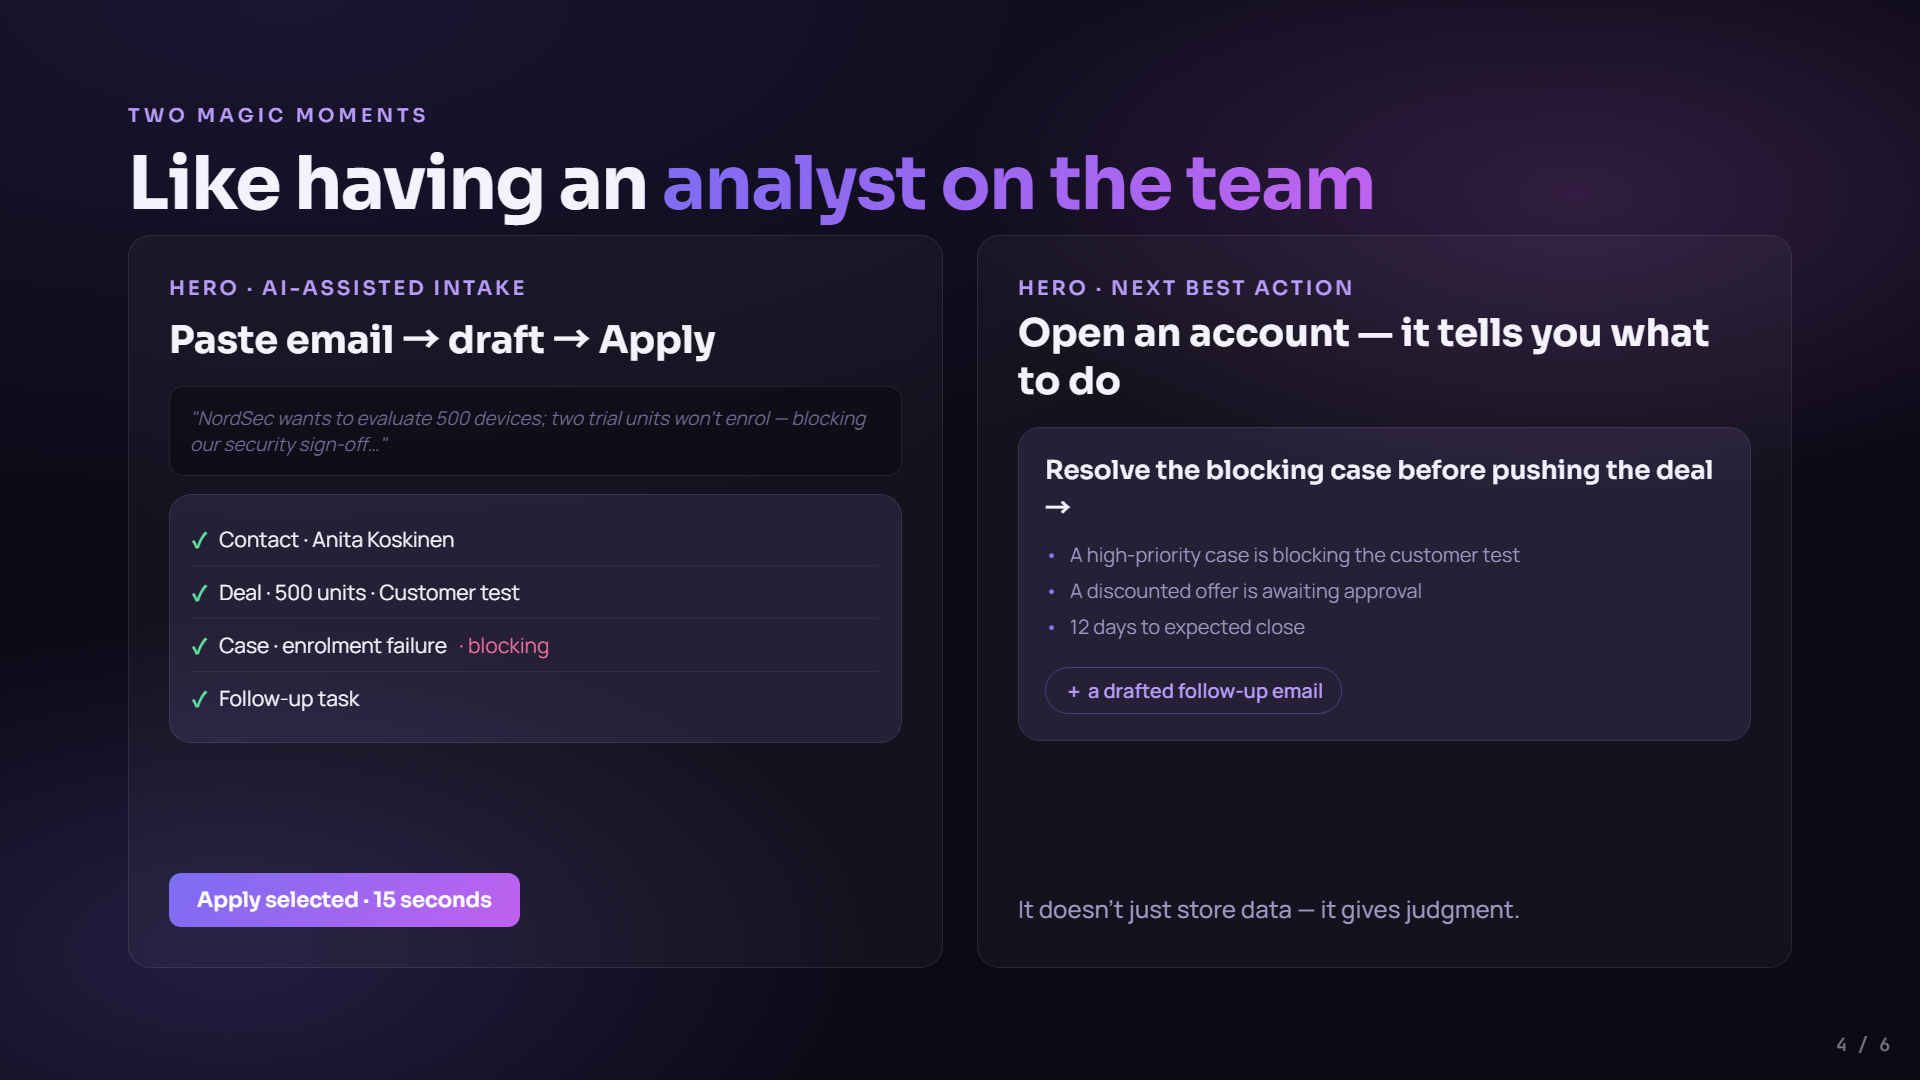 TWO MAGIC MOMENTS
Like having an analyst on the team
HERO · AI-ASSISTED INTAKE
Paste email → draft → Apply
"NordSec wants to evaluate 500 devices; two trial units won't enrol — blocking
our security sign-off..."
✓ Contact · Anita Koskinen
✓ Deal · 500 units · Customer test
✓ Case · enrolment failure · blocking
✓ Follow-up task
Apply selected · 15 seconds
HERO · NEXT BEST ACTION
Open an account — it tells you what
to do
Resolve the blocking case before pushing the deal
→
• A high-priority case is blocking the customer test
• A discounted offer is awaiting approval
• 12 days to expected close
+ a drafted follow-up email
It doesn't just store data — it gives judgment.
4 / 6